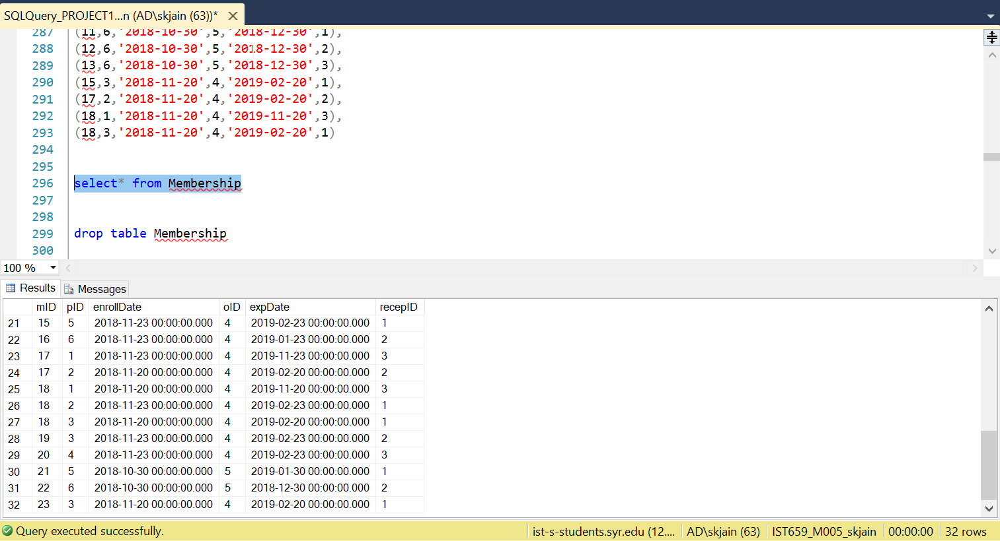 SQLQuery_PROJECT1...n (AD\skjain (63))*
287 (11,6,'2018-10-30',5,'2018-12-30',1),
288 (12,6,'2018-10-30',5,'2018-12-30',2),
289 (13,6,'2018-10-30',5,'2018-12-30',3),
290 (15,3,'2018-11-20',4,'2019-02-20',1),
291 (17,2,'2018-11-20',4,'2019-02-20',2),
292 (18,1,'2018-11-20',4,'2019-11-20',3),
293 (18,3,'2018-11-20',4,'2019-02-20',1)
294
295
296 select* from Membership
297
298
299 drop table Membership
300
100 %
Results Messages
mID pID enrollDate oID expDate recepID
21 15 5 2018-11-23 00:00:00.000 4 2019-02-23 00:00:00.000 1
22 16 6 2018-11-23 00:00:00.000 4 2019-01-23 00:00:00.000 2
23 17 1 2018-11-23 00:00:00.000 4 2019-11-23 00:00:00.000 3
24 17 2 2018-11-20 00:00:00.000 4 2019-02-20 00:00:00.000 2
25 18 1 2018-11-20 00:00:00.000 4 2019-11-20 00:00:00.000 3
26 18 2 2018-11-23 00:00:00.000 4 2019-02-23 00:00:00.000 1
27 18 3 2018-11-20 00:00:00.000 4 2019-02-20 00:00:00.000 1
28 19 3 2018-11-23 00:00:00.000 4 2019-02-23 00:00:00.000 2
29 20 4 2018-11-23 00:00:00.000 4 2019-02-23 00:00:00.000 3
30 21 5 2018-10-30 00:00:00.000 5 2019-01-30 00:00:00.000 1
31 22 6 2018-10-30 00:00:00.000 5 2018-12-30 00:00:00.000 2
32 23 3 2018-11-20 00:00:00.000 4 2019-02-20 00:00:00.000 1
Query executed successfully. ist-s-students.syr.edu (12.... AD\skjain (63) IST659_M005_skjain 00:00:00 32 rows